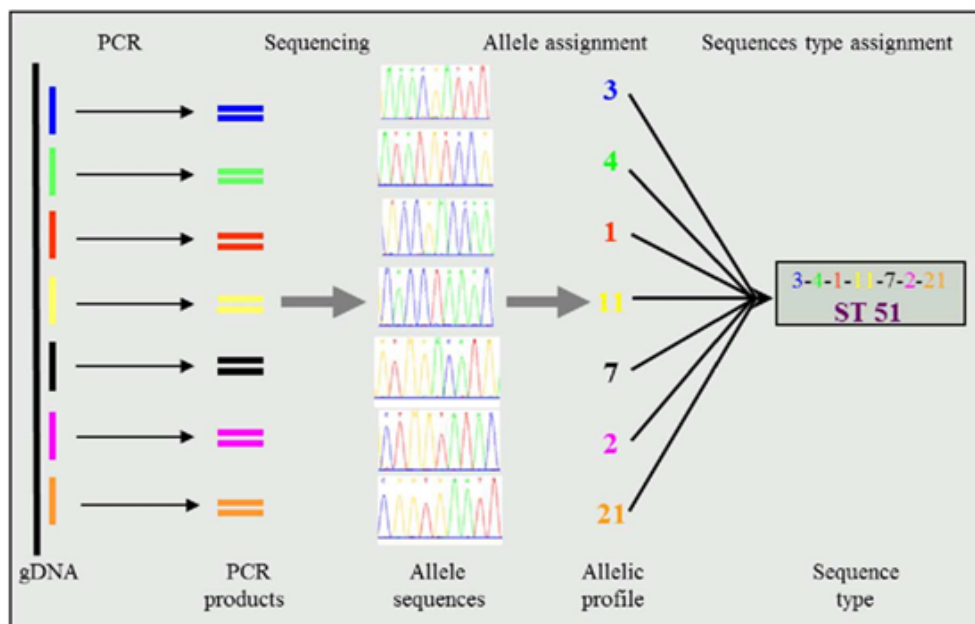 PCR
Sequencing
Allele assignment
Sequences type assignment
3
4
1
11
7
2
21
3-4-1-11-7-2-21
ST 51
gDNA
PCR
products
Allele
sequences
Allelic
profile
Sequence
type